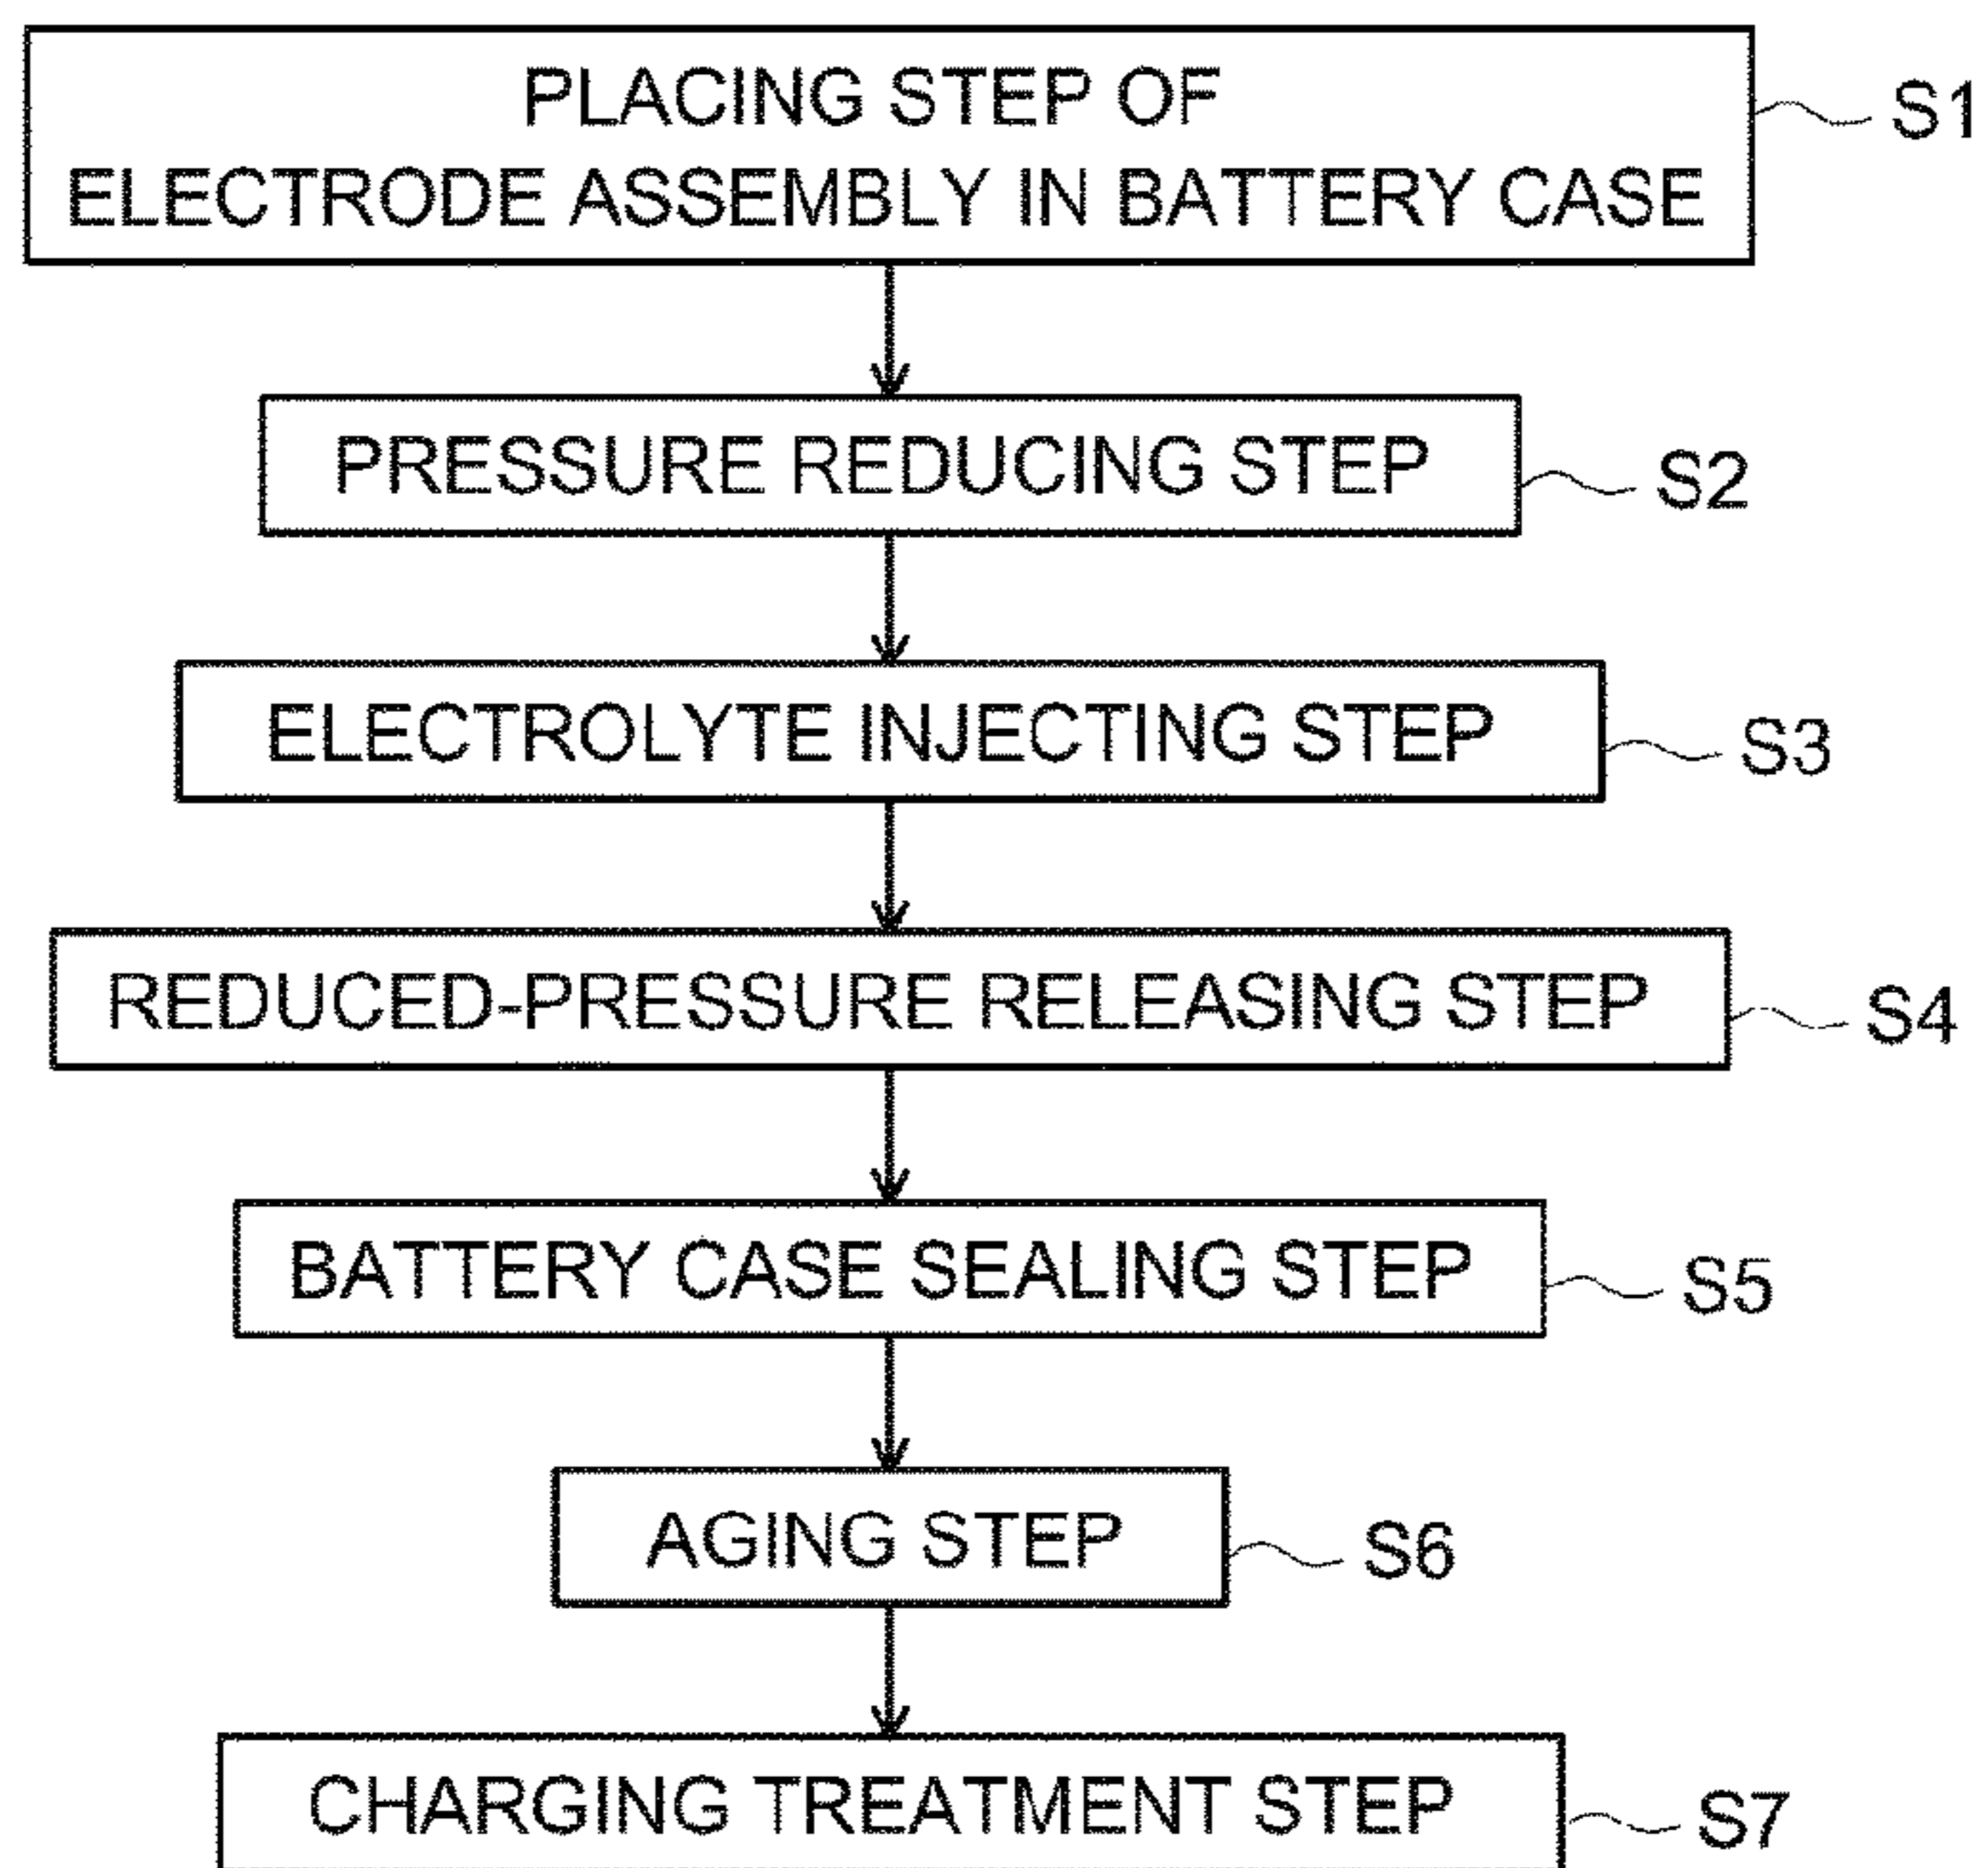 PLACING STEP OF
ELECTRODE ASSEMBLY IN BATTERY CASE
S1
PRESSURE REDUCING STEP
S2
ELECTROLYTE INJECTING STEP
S3
REDUCED-PRESSURE RELEASING STEP
S4
BATTERY CASE SEALING STEP
S5
AGING STEP
S6
CHARGING TREATMENT STEP
S7